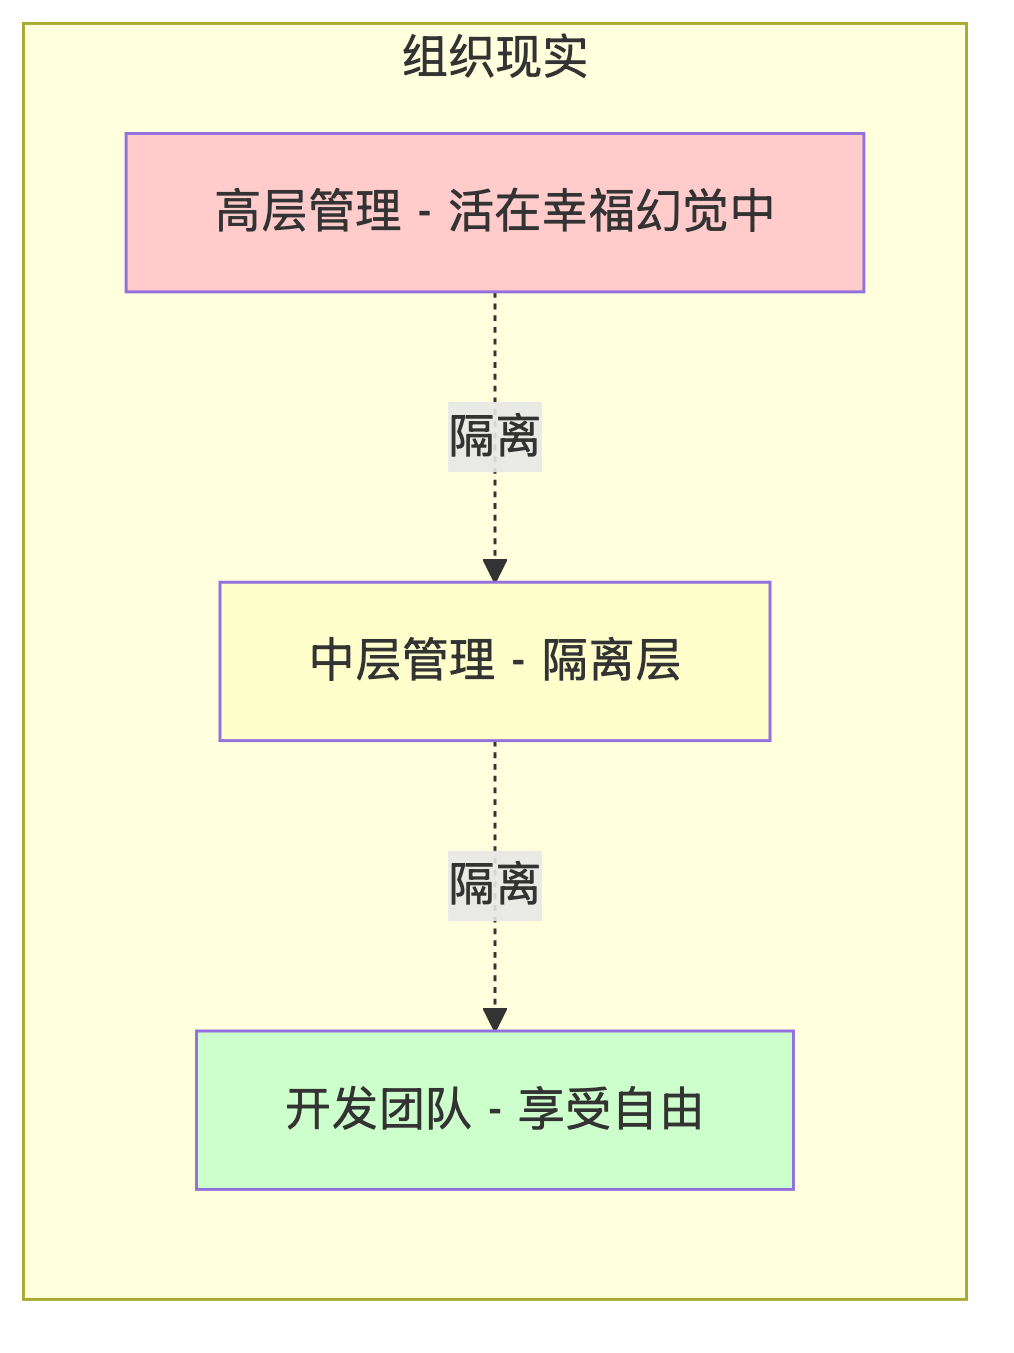 组织现实
高层管理 - 活在幸福幻觉中
隔离
中层管理 - 隔离层
隔离
开发团队 - 享受自由